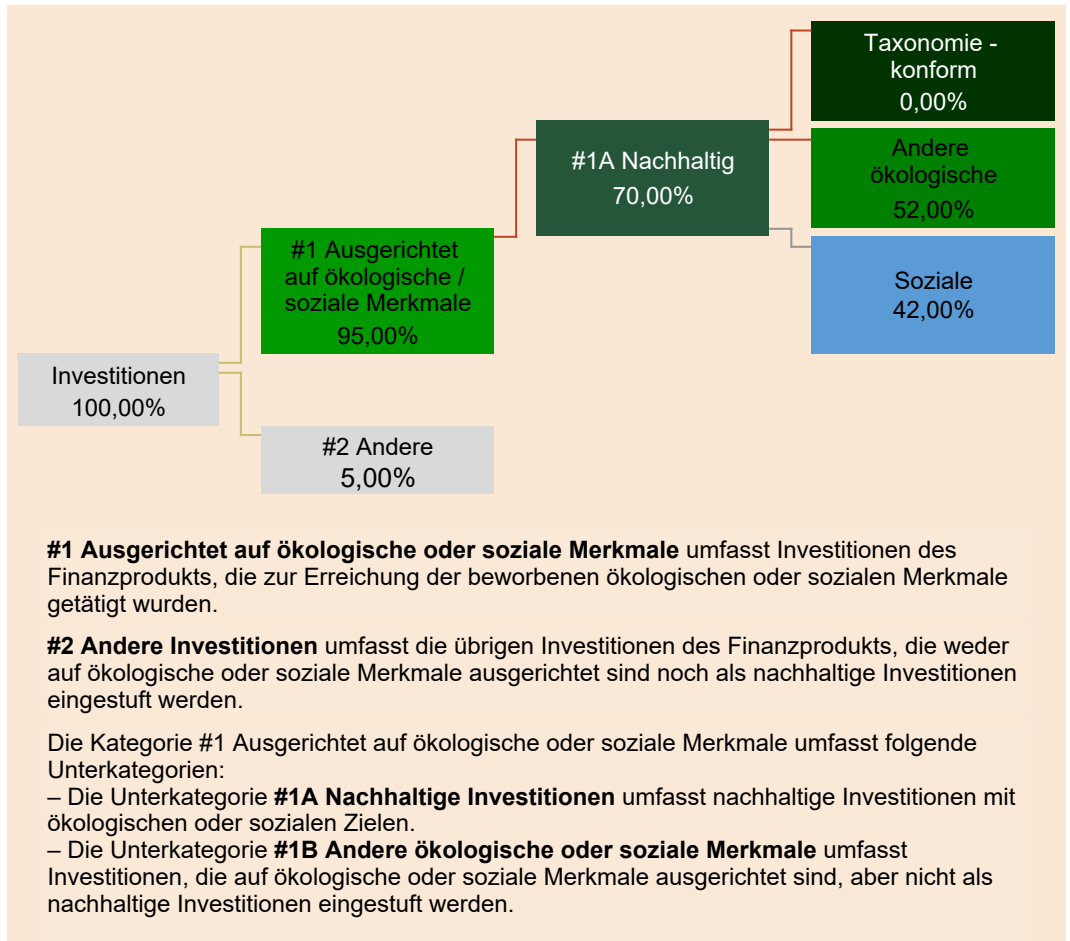 Taxonomie -
konform
0,00%
#1A Nachhaltig
70,00%
Andere
ökologische
52,00%
#1 Ausgerichtet
auf ökologische /
soziale Merkmale
95,00%
Soziale
42,00%
Investitionen
100,00%
#2 Andere
5,00%
#1 Ausgerichtet auf ökologische oder soziale Merkmale umfasst Investitionen des
Finanzprodukts, die zur Erreichung der beworbenen ökologischen oder sozialen Merkmale
getätigt wurden.
#2 Andere Investitionen umfasst die übrigen Investitionen des Finanzprodukts, die weder
auf ökologische oder soziale Merkmale ausgerichtet sind noch als nachhaltige Investitionen
eingestuft werden.
Die Kategorie #1 Ausgerichtet auf ökologische oder soziale Merkmale umfasst folgende
Unterkategorien:
– Die Unterkategorie #1A Nachhaltige Investitionen umfasst nachhaltige Investitionen mit
ökologischen oder sozialen Zielen.
– Die Unterkategorie #1B Andere ökologische oder soziale Merkmale umfasst
Investitionen, die auf ökologische oder soziale Merkmale ausgerichtet sind, aber nicht als
nachhaltige Investitionen eingestuft werden.